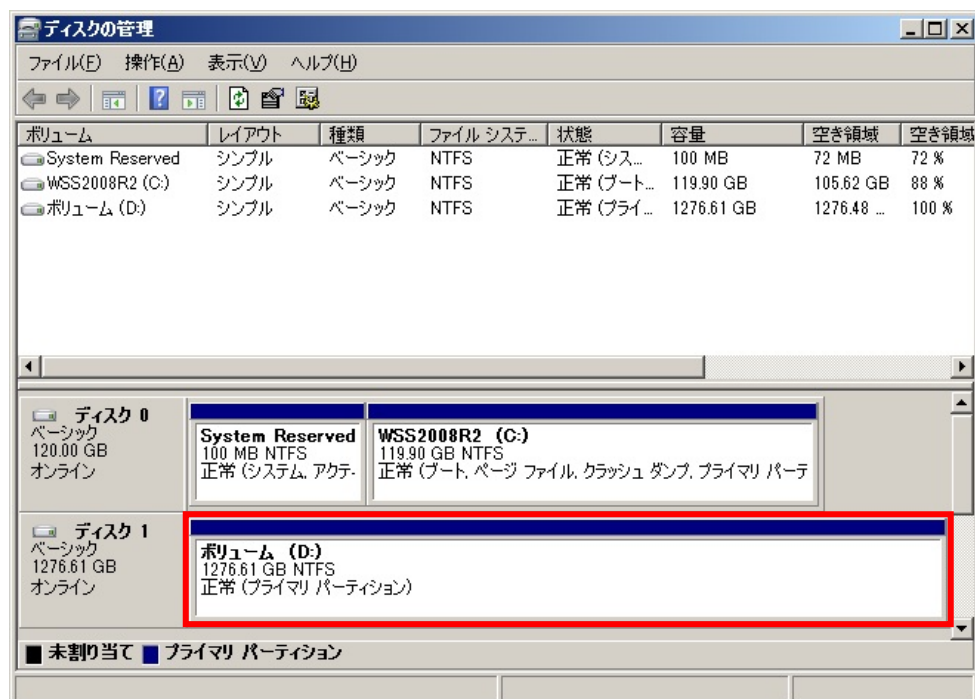 ディスクの管理
ファイル(F) 操作(A) 表示(V) ヘルプ(H)
ボリューム レイアウト 種類 ファイル システ... 状態 容量 空き領域 空き領域
System Reserved シンプル ベーシック NTFS 正常 (シス... 100 MB 72 MB 72 %
WSS2008R2 (C:) シンプル ベーシック NTFS 正常 (ブート... 119.90 GB 105.62 GB 88 %
ボリューム (D:) シンプル ベーシック NTFS 正常 (プライ... 1276.61 GB 1276.48 ... 100 %
ディスク 0
ベーシック
120.00 GB
オンライン
System Reserved
100 MB NTFS
正常 (システム, アクテ
WSS2008R2 (C:)
119.90 GB NTFS
正常 (ブート, ページ ファイル, クラッシュ ダンプ, プライマリ パーテ
ディスク 1
ベーシック
1276.61 GB
オンライン
ボリューム (D:)
1276.61 GB NTFS
正常 (プライマリ パーティション)
未割り当て プライマリ パーティション